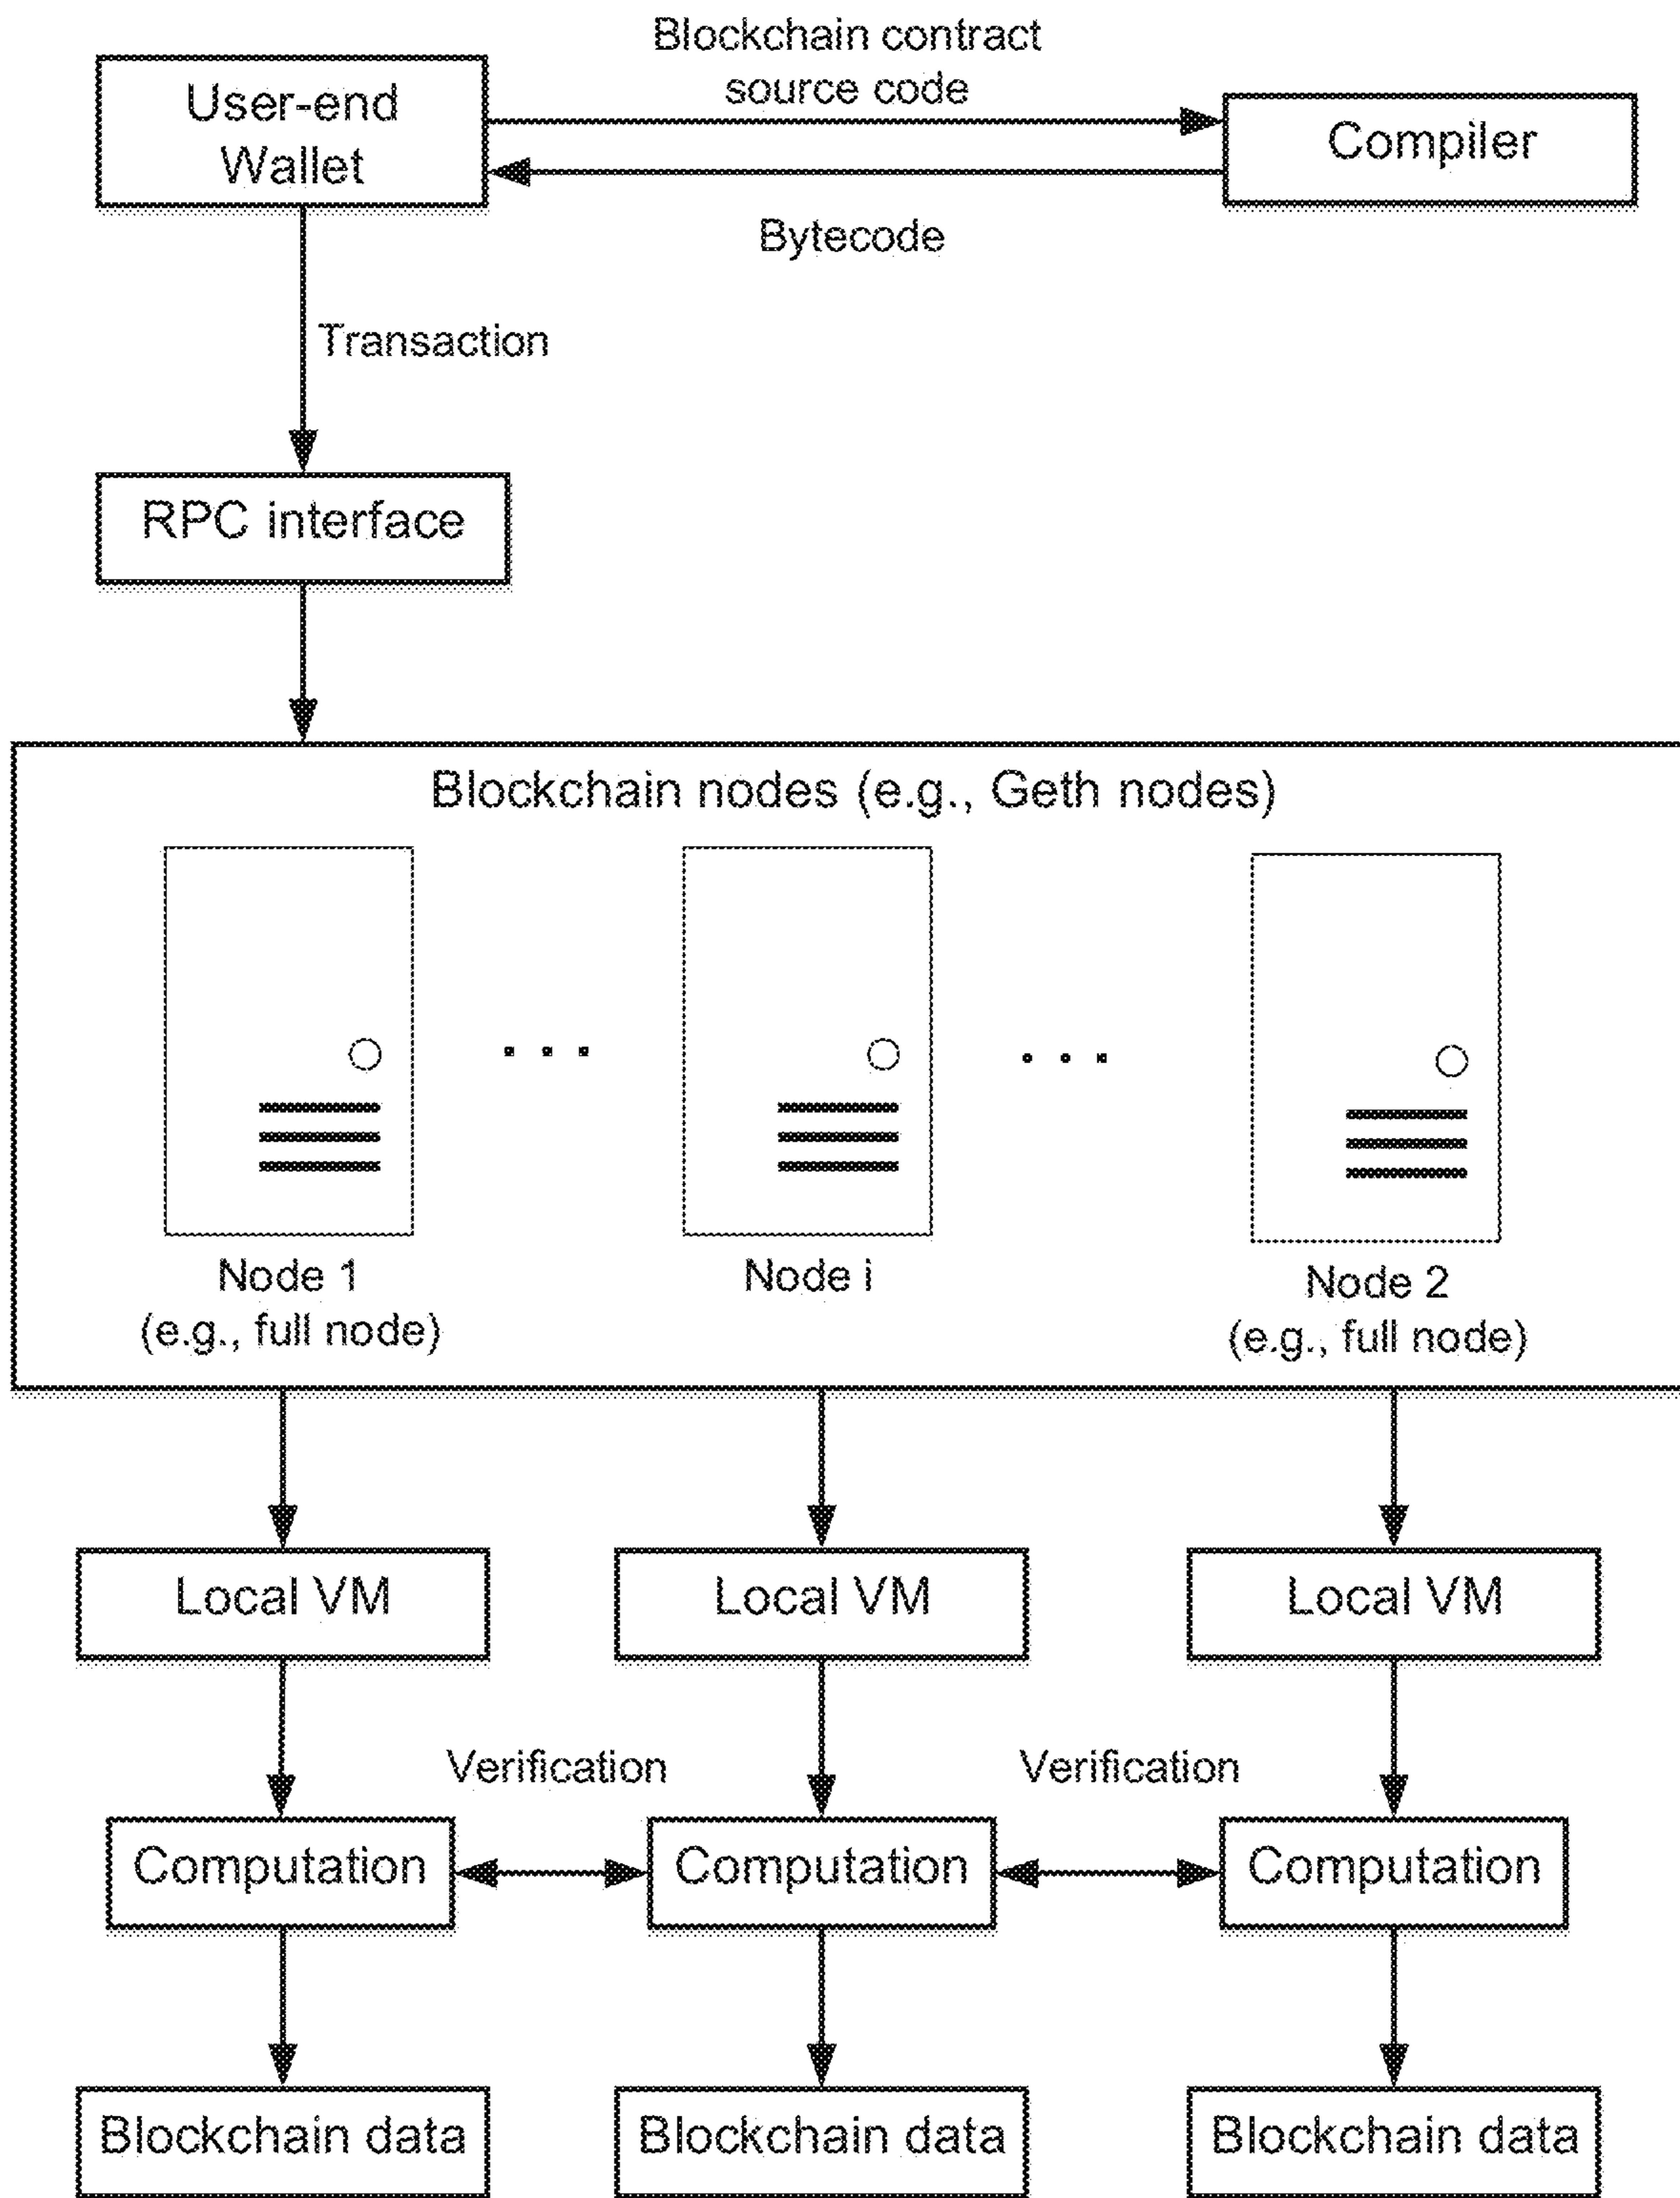 Blockchain contract
source code
User-end
Wallet
Compiler
Bytecode
Transaction
RPC interface
Blockchain nodes (e.g., Geth nodes)
Node 1
(e.g., full node)
Node i
Node 2
(e.g., full node)
Local VM
Local VM
Local VM
Verification
Verification
Computation
Computation
Computation
Blockchain data
Blockchain data
Blockchain data